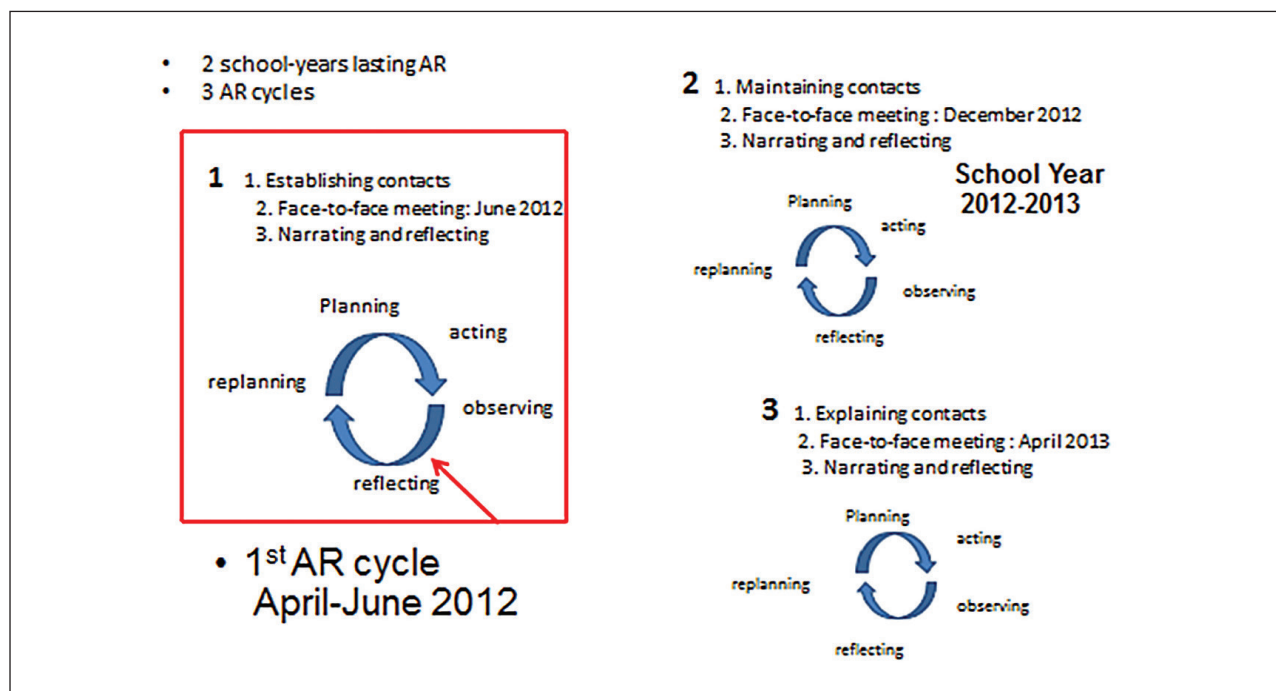 • 2 school-years lasting AR
• 3 AR cycles
1 1. Establishing contacts
2. Face-to-face meeting: June 2012
3. Narrating and reflecting
Planning
acting
replanning
observing
reflecting
• 1st AR cycle
April-June 2012
2 1. Maintaining contacts
2. Face-to-face meeting : December 2012
3. Narrating and reflecting
School Year
2012-2013
Planning
acting
replanning
observing
reflecting
3 1. Explaining contacts
2. Face-to-face meeting : April 2013
3. Narrating and reflecting
Planning
acting
replanning
observing
reflecting